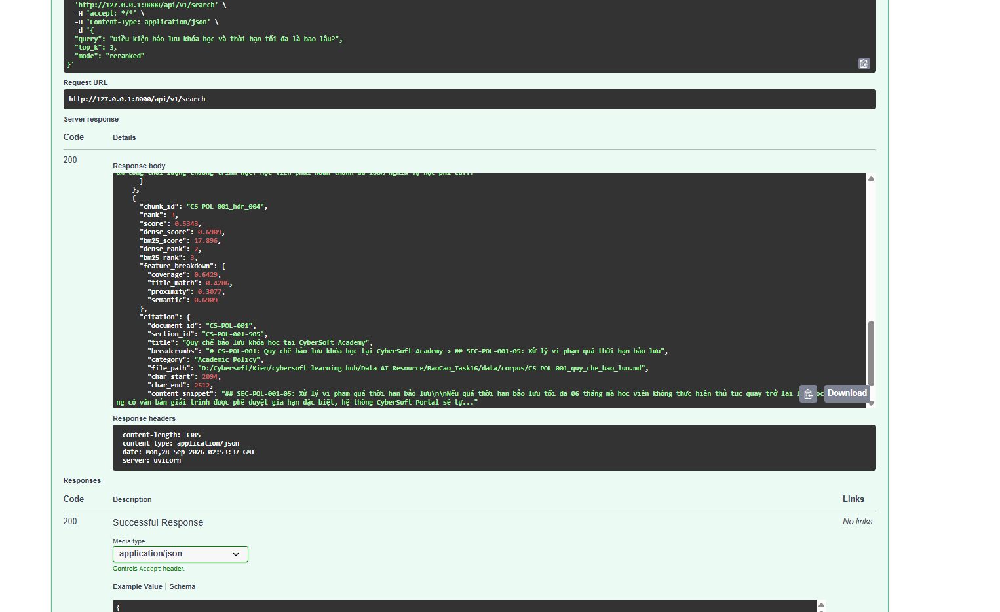 'http://127.0.0.1:8000/api/v1/search' \
-H 'accept: */*' \
-H 'Content-Type: application/json' \
-d '{
"query": "Điều kiện bảo lưu khóa học và thời hạn tối đa là bao lâu?",
"top_k": 3,
"mode": "reranked"
}'
Request URL
http://127.0.0.1:8000/api/v1/search
Server response
Code Details
200
Response body
}
},
{
"chunk_id": "CS-POL-001_hdr_004",
"rank": 3,
"score": 0.5343,
"dense_score": 0.6909,
"bm25_score": 17.896,
"dense_rank": 2,
"bm25_rank": 3,
"feature_breakdown": {
"coverage": 0.6429,
"title_match": 0.4286,
"proximity": 0.3077,
"semantic": 0.6909
},
"citation": {
"document_id": "CS-POL-001",
"section_id": "CS-POL-001-S05",
"title": "Quy chế bảo lưu khóa học tại CyberSoft Academy",
"breadcrumbs": "# CS-POL-001: Quy chế bảo lưu khóa học tại CyberSoft Academy > ## SEC-POL-001-05: Xử lý vi phạm quá thời hạn bảo lưu",
"category": "Academic Policy",
"file_path": "D:/Cybersoft/Kien/cybersoft-learning-hub/Data-AI-Resource/BaoCao_Task16/data/corpus/CS-POL-001_quy_che_bao_luu.md",
"char_start": 2094,
"char_end": 2512,
"content_snippet": "## SEC-POL-001-05: Xử lý vi phạm quá thời hạn bảo lưu\n\nNếu quá thời hạn bảo lưu tối đa 06 tháng mà học viên không thực hiện thủ tục quay trở lại
ng có văn bản giải trình được phê duyệt gia hạn đặc biệt, hệ thống CyberSoft Portal sẽ tự..."
Download
Response headers
content-length: 3385
content-type: application/json
date: Mon,28 Sep 2026 02:53:37 GMT
server: uvicorn
Responses
Code Description Links
200 Successful Response No links
Media type
application/json
Controls Accept header.
Example Value Schema
{